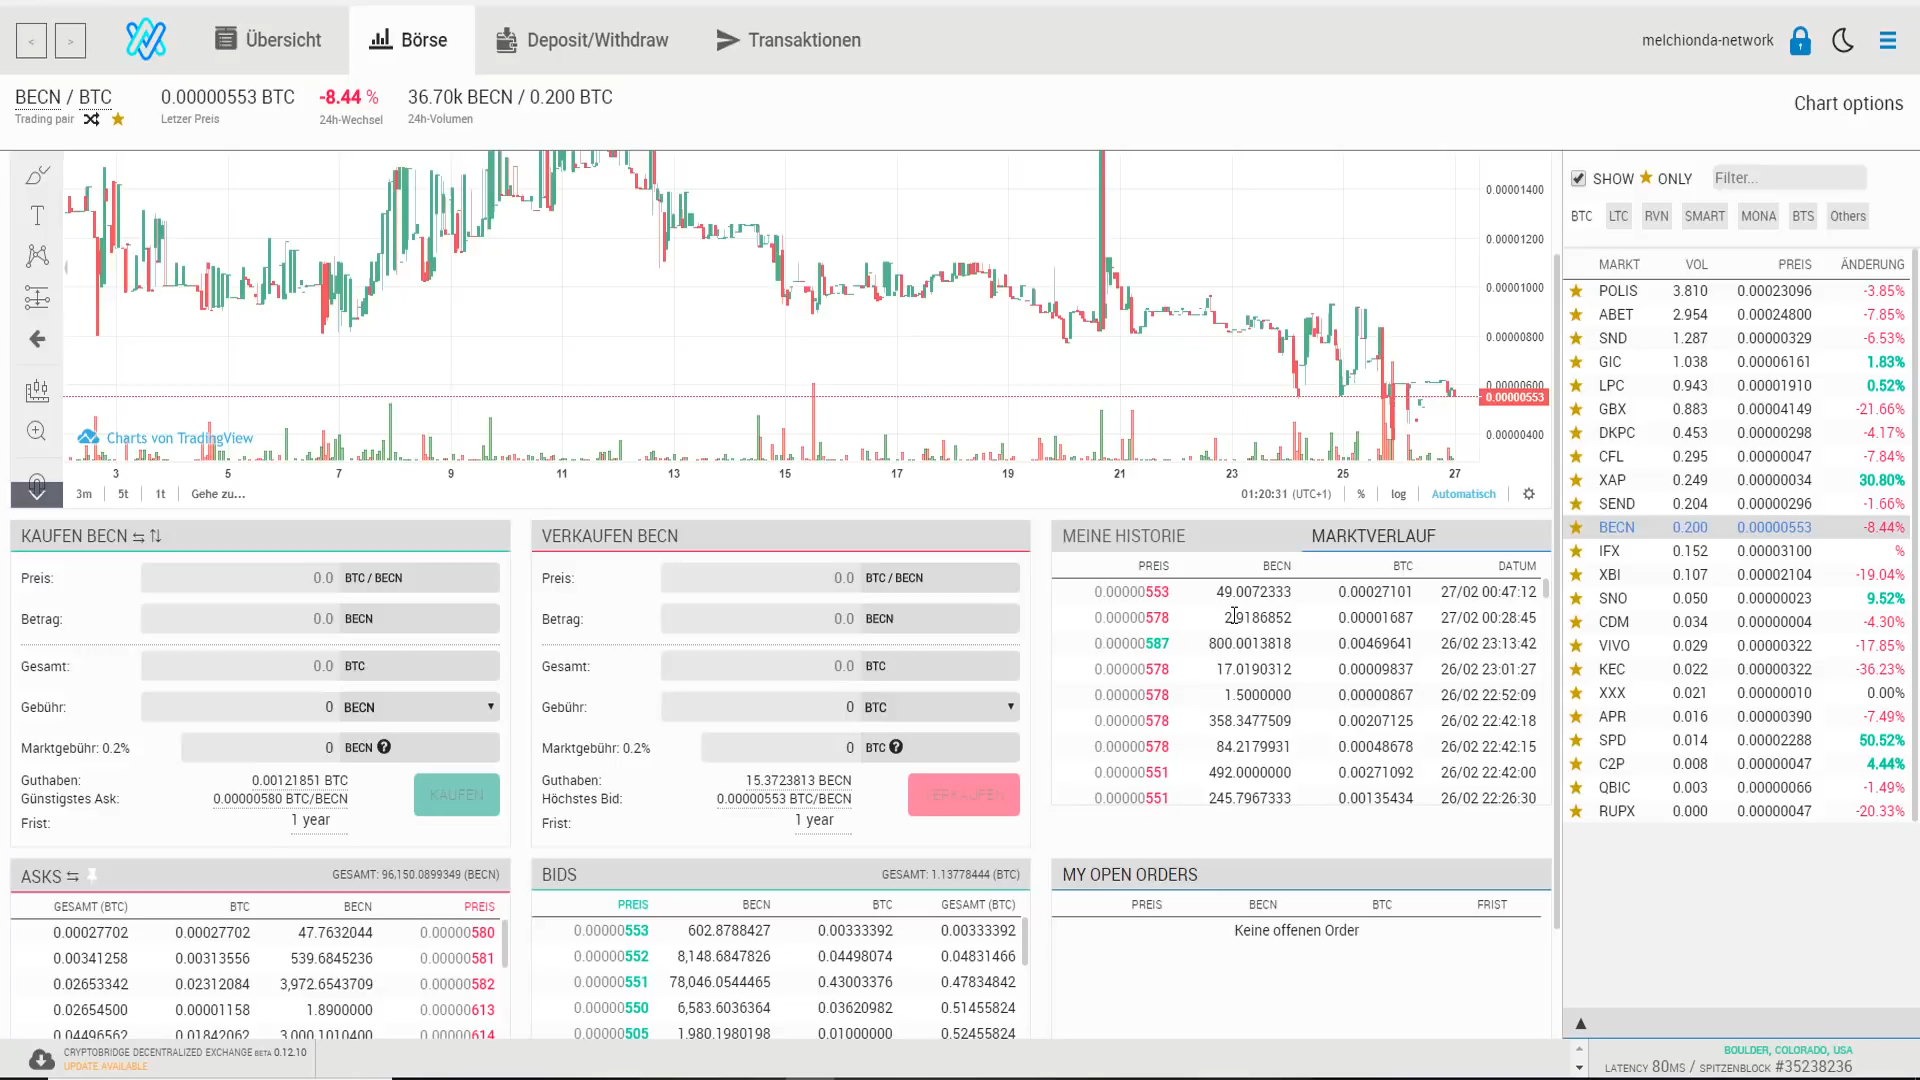 < > Übersicht Börse Deposit/Withdraw Transaktionen melchionda-network
BECN / BTC 0.00000553 BTC -8.44 % 36.70k BECN / 0.200 BTC Chart options
Trading pair Letzer Preis 24h-Wechsel 24h-Volumen
0.00001400
0.00001200
0.00001000
0.00000800
0.00000600
0.00000553
0.00000400
Charts von TradingView
3 5 7 9 11 13 15 17 19 21 23 25 27
3m 5t 1t Gehe zu... 01:20:31 (UTC+1) % log Automatisch
SHOW ONLY Filter...
BTC LTC RVN SMART MONA BTS Others
MARKT VOL PREIS ÄNDERUNG
POLIS 3.810 0.00023096 -3.85%
ABET 2.954 0.00024800 -7.85%
SND 1.287 0.00000329 -6.53%
GIC 1.038 0.00006161 1.83%
LPC 0.943 0.00001910 0.52%
GBX 0.883 0.00004149 -21.66%
DKPC 0.453 0.00000298 -4.17%
CFL 0.295 0.00000047 -7.84%
XAP 0.249 0.00000034 30.80%
SEND 0.204 0.00000296 -1.66%
BECN 0.200 0.00000553 -8.44%
IFX 0.152 0.00003100 %
XBI 0.107 0.00002104 -19.04%
SNO 0.050 0.00000023 9.52%
CDM 0.034 0.00000004 -4.30%
VIVO 0.029 0.00000322 -17.85%
KEC 0.022 0.00000322 -36.23%
XXX 0.021 0.00000010 0.00%
APR 0.016 0.00000390 -7.49%
SPD 0.014 0.00002288 50.52%
C2P 0.008 0.00000047 4.44%
QBIC 0.003 0.00000066 -1.49%
RUPX 0.000 0.00000047 -20.33%
KAUFEN BECN
Preis: 0.0 BTC / BECN
Betrag: 0.0 BECN
Gesamt: 0.0 BTC
Gebühr: 0 BECN
Marktgebühr: 0.2% 0 BECN
Guthaben: 0.00121851 BTC
Günstigstes Ask: 0.00000580 BTC/BECN
Frist: 1 year
KAUFEN
VERKAUFEN BECN
Preis: 0.0 BTC / BECN
Betrag: 0.0 BECN
Gesamt: 0.0 BTC
Gebühr: 0 BTC
Marktgebühr: 0.2% 0 BTC
Guthaben: 15.3723813 BECN
Höchstes Bid: 0.00000553 BTC/BECN
Frist: 1 year
MEINE HISTORIE MARKTVERLAUF
PREIS BECN BTC DATUM
0.00000553 49.0072333 0.00027101 27/02 00:47:12
0.00000578 2.9186852 0.00001687 27/02 00:28:45
0.00000587 800.0013818 0.00469641 26/02 23:13:42
0.00000578 17.0190312 0.00009837 26/02 23:01:27
0.00000578 1.5000000 0.00000867 26/02 22:52:09
0.00000578 358.3477509 0.00207125 26/02 22:42:18
0.00000578 84.2179931 0.00048678 26/02 22:42:15
0.00000551 492.0000000 0.00271092 26/02 22:42:00
0.00000551 245.7967333 0.00135434 26/02 22:26:30
ASKS GESAMT: 96,150.0899349 (BECN)
GESAMT (BTC) BTC BECN PREIS
0.00027702 0.00027702 47.7632044 0.00000580
0.00341258 0.00313556 539.6845236 0.00000581
0.02653342 0.02312084 3,972.6543709 0.00000582
0.02654500 0.00001158 1.8900000 0.00000613
0.04496562 0.01842062 3,000.1010400 0.00000614
BIDS GESAMT: 1.13778444 (BTC)
PREIS BECN BTC GESAMT (BTC)
0.00000553 602.8788427 0.00333392 0.00333392
0.00000552 8,148.6847826 0.04498074 0.04831466
0.00000551 78,046.0544465 0.43003376 0.47834842
0.00000550 6,583.6036364 0.03620982 0.51455824
0.00000505 1,980.1980198 0.01000000 0.52455824
MY OPEN ORDERS
PREIS BECN BTC FRIST
Keine offenen Order
CRYPTOBRIDGE DECENTRALIZED EXCHANGE BETA 0.12.10
UPDATE AVAILABLE
BOULDER, COLORADO, USA
LATENCY 80MS / SPITZENBLOCK #35238236